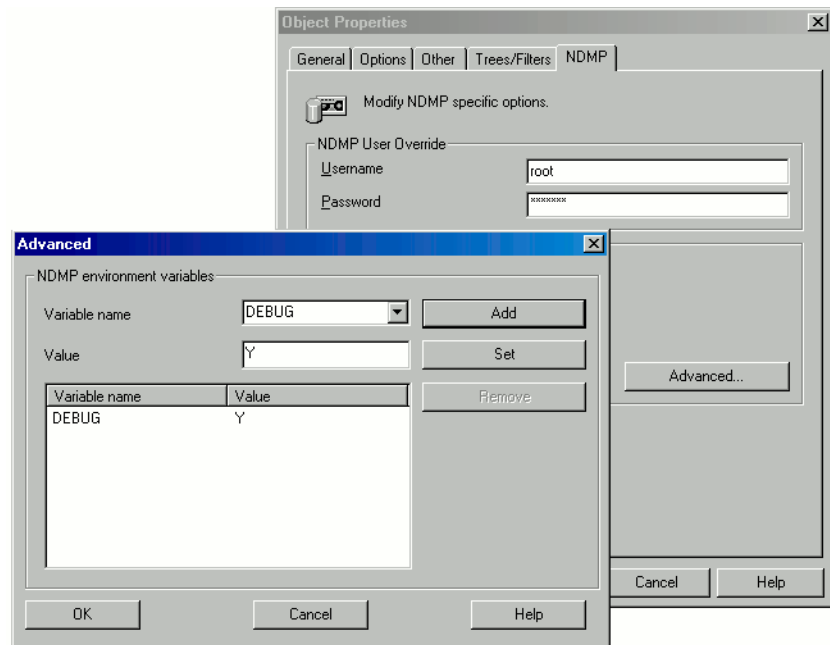 Object Properties
General Options Other Trees/Filters NDMP
Modify NDMP specific options.
NDMP User Override
Username root
Password *******
Advanced...
Cancel Help
Advanced
NDMP environment variables
Variable name DEBUG Add
Value Y Set
Variable name Value Remove
DEBUG Y
OK Cancel Help